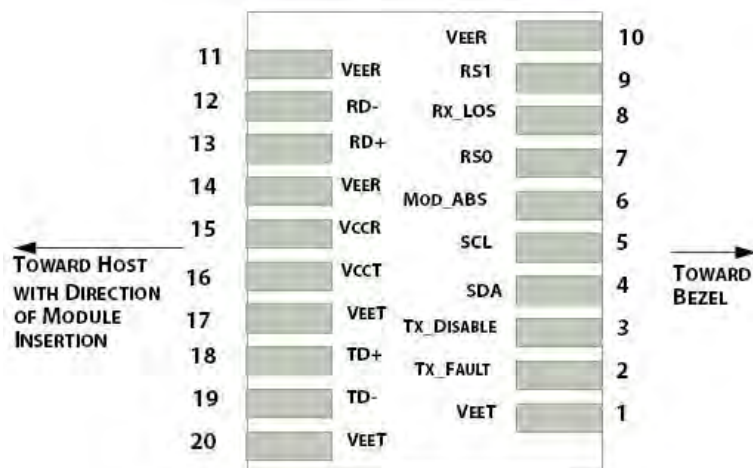 11 VEER
12 RD-
13 RD+
14 VEER
15 VCCR
16 VCCT
17 VEET
18 TD+
19 TD-
20 VEET
VEER 10
RS1 9
RX_LOS 8
RS0 7
MOD_ABS 6
SCL 5
SDA 4
TX_DISABLE 3
TX_FAULT 2
VEET 1
TOWARD HOST
WITH DIRECTION
OF MODULE
INSERTION
TOWARD
BEZEL